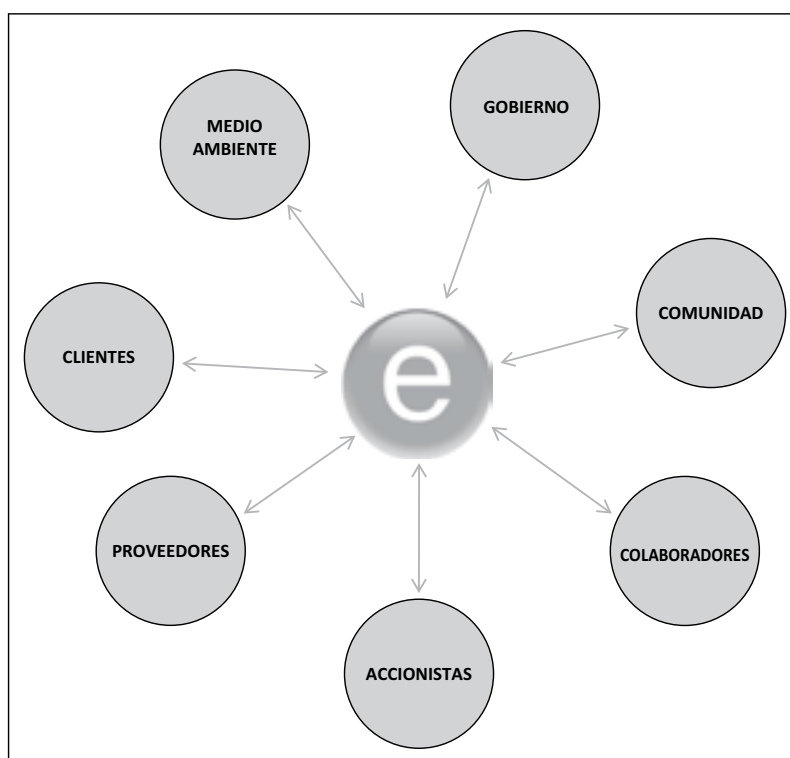 GOBIERNO
MEDIO
AMBIENTE
COMUNIDAD
CLIENTES
e
PROVEEDORES
COLABORADORES
ACCIONISTAS